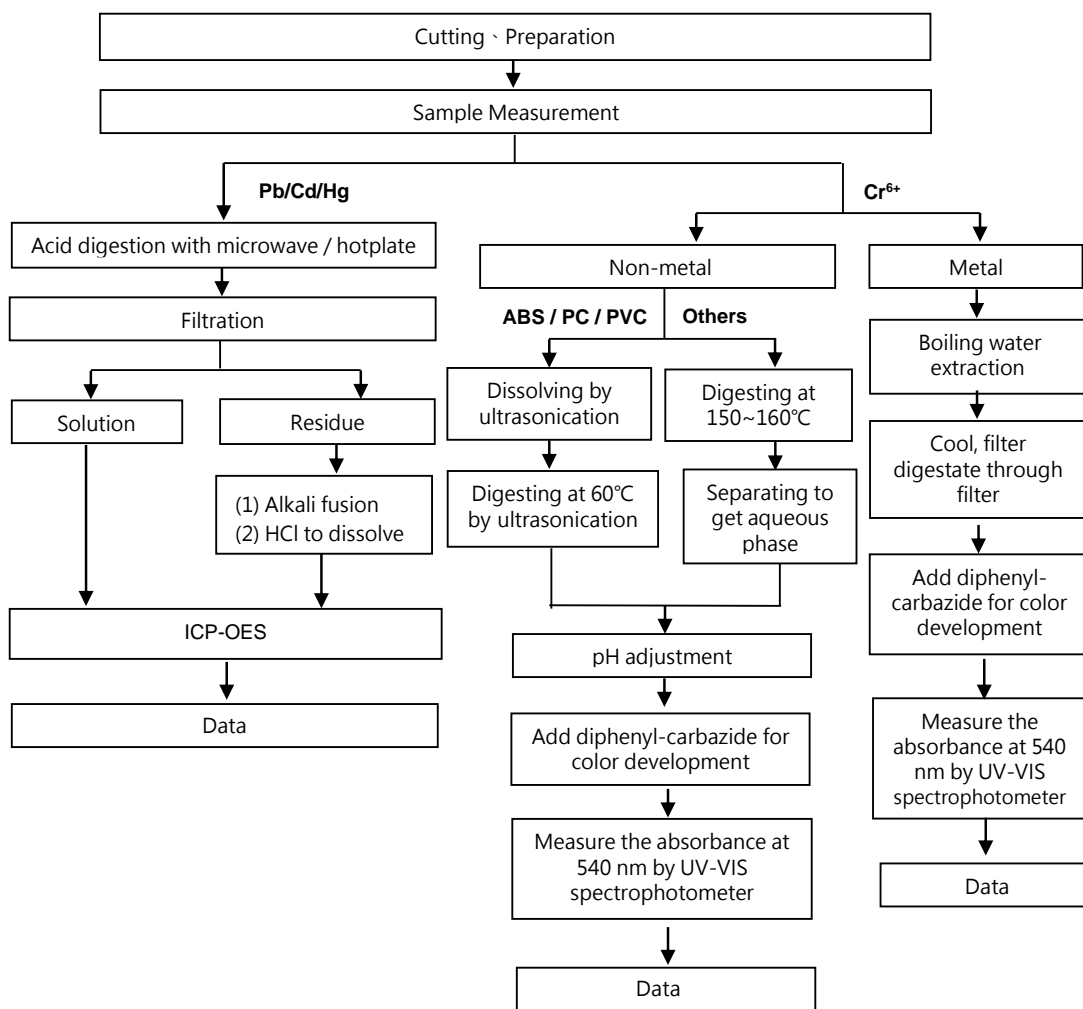 Cutting、Preparation
Sample Measurement
Pb/Cd/Hg
Cr6+
Acid digestion with microwave / hotplate
Non-metal
Metal
Filtration
ABS / PC / PVC
Others
Boiling water
extraction
Solution
Residue
Dissolving by
ultrasonication
Digesting at
150~160℃
Cool, filter
digestate through
filter
(1) Alkali fusion
(2) HCl to dissolve
Digesting at 60℃
by ultrasonication
Separating to
get aqueous
phase
Add diphenyl-
carbazide for color
development
ICP-OES
pH adjustment
Data
Add diphenyl-carbazide for
color development
Measure the
absorbance at 540
nm by UV-VIS
spectrophotometer
Measure the absorbance at
540 nm by UV-VIS
spectrophotometer
Data
Data